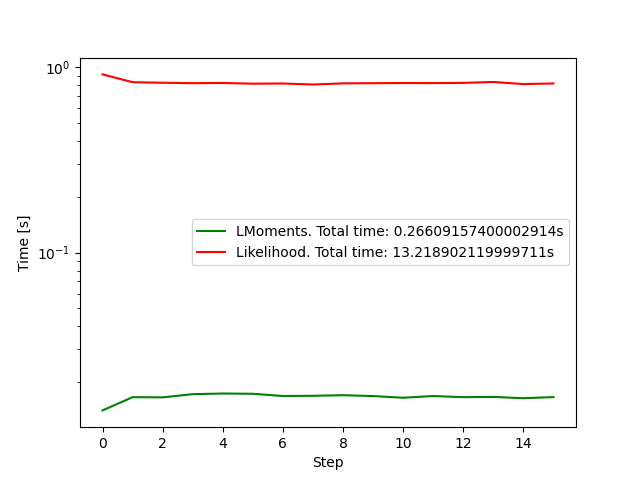 10⁰
10⁻¹
Time [s]
LMoments. Total time: 0.26609157400002914s
Likelihood. Total time: 13.218902119999711s
0 2 4 6 8 10 12 14
Step